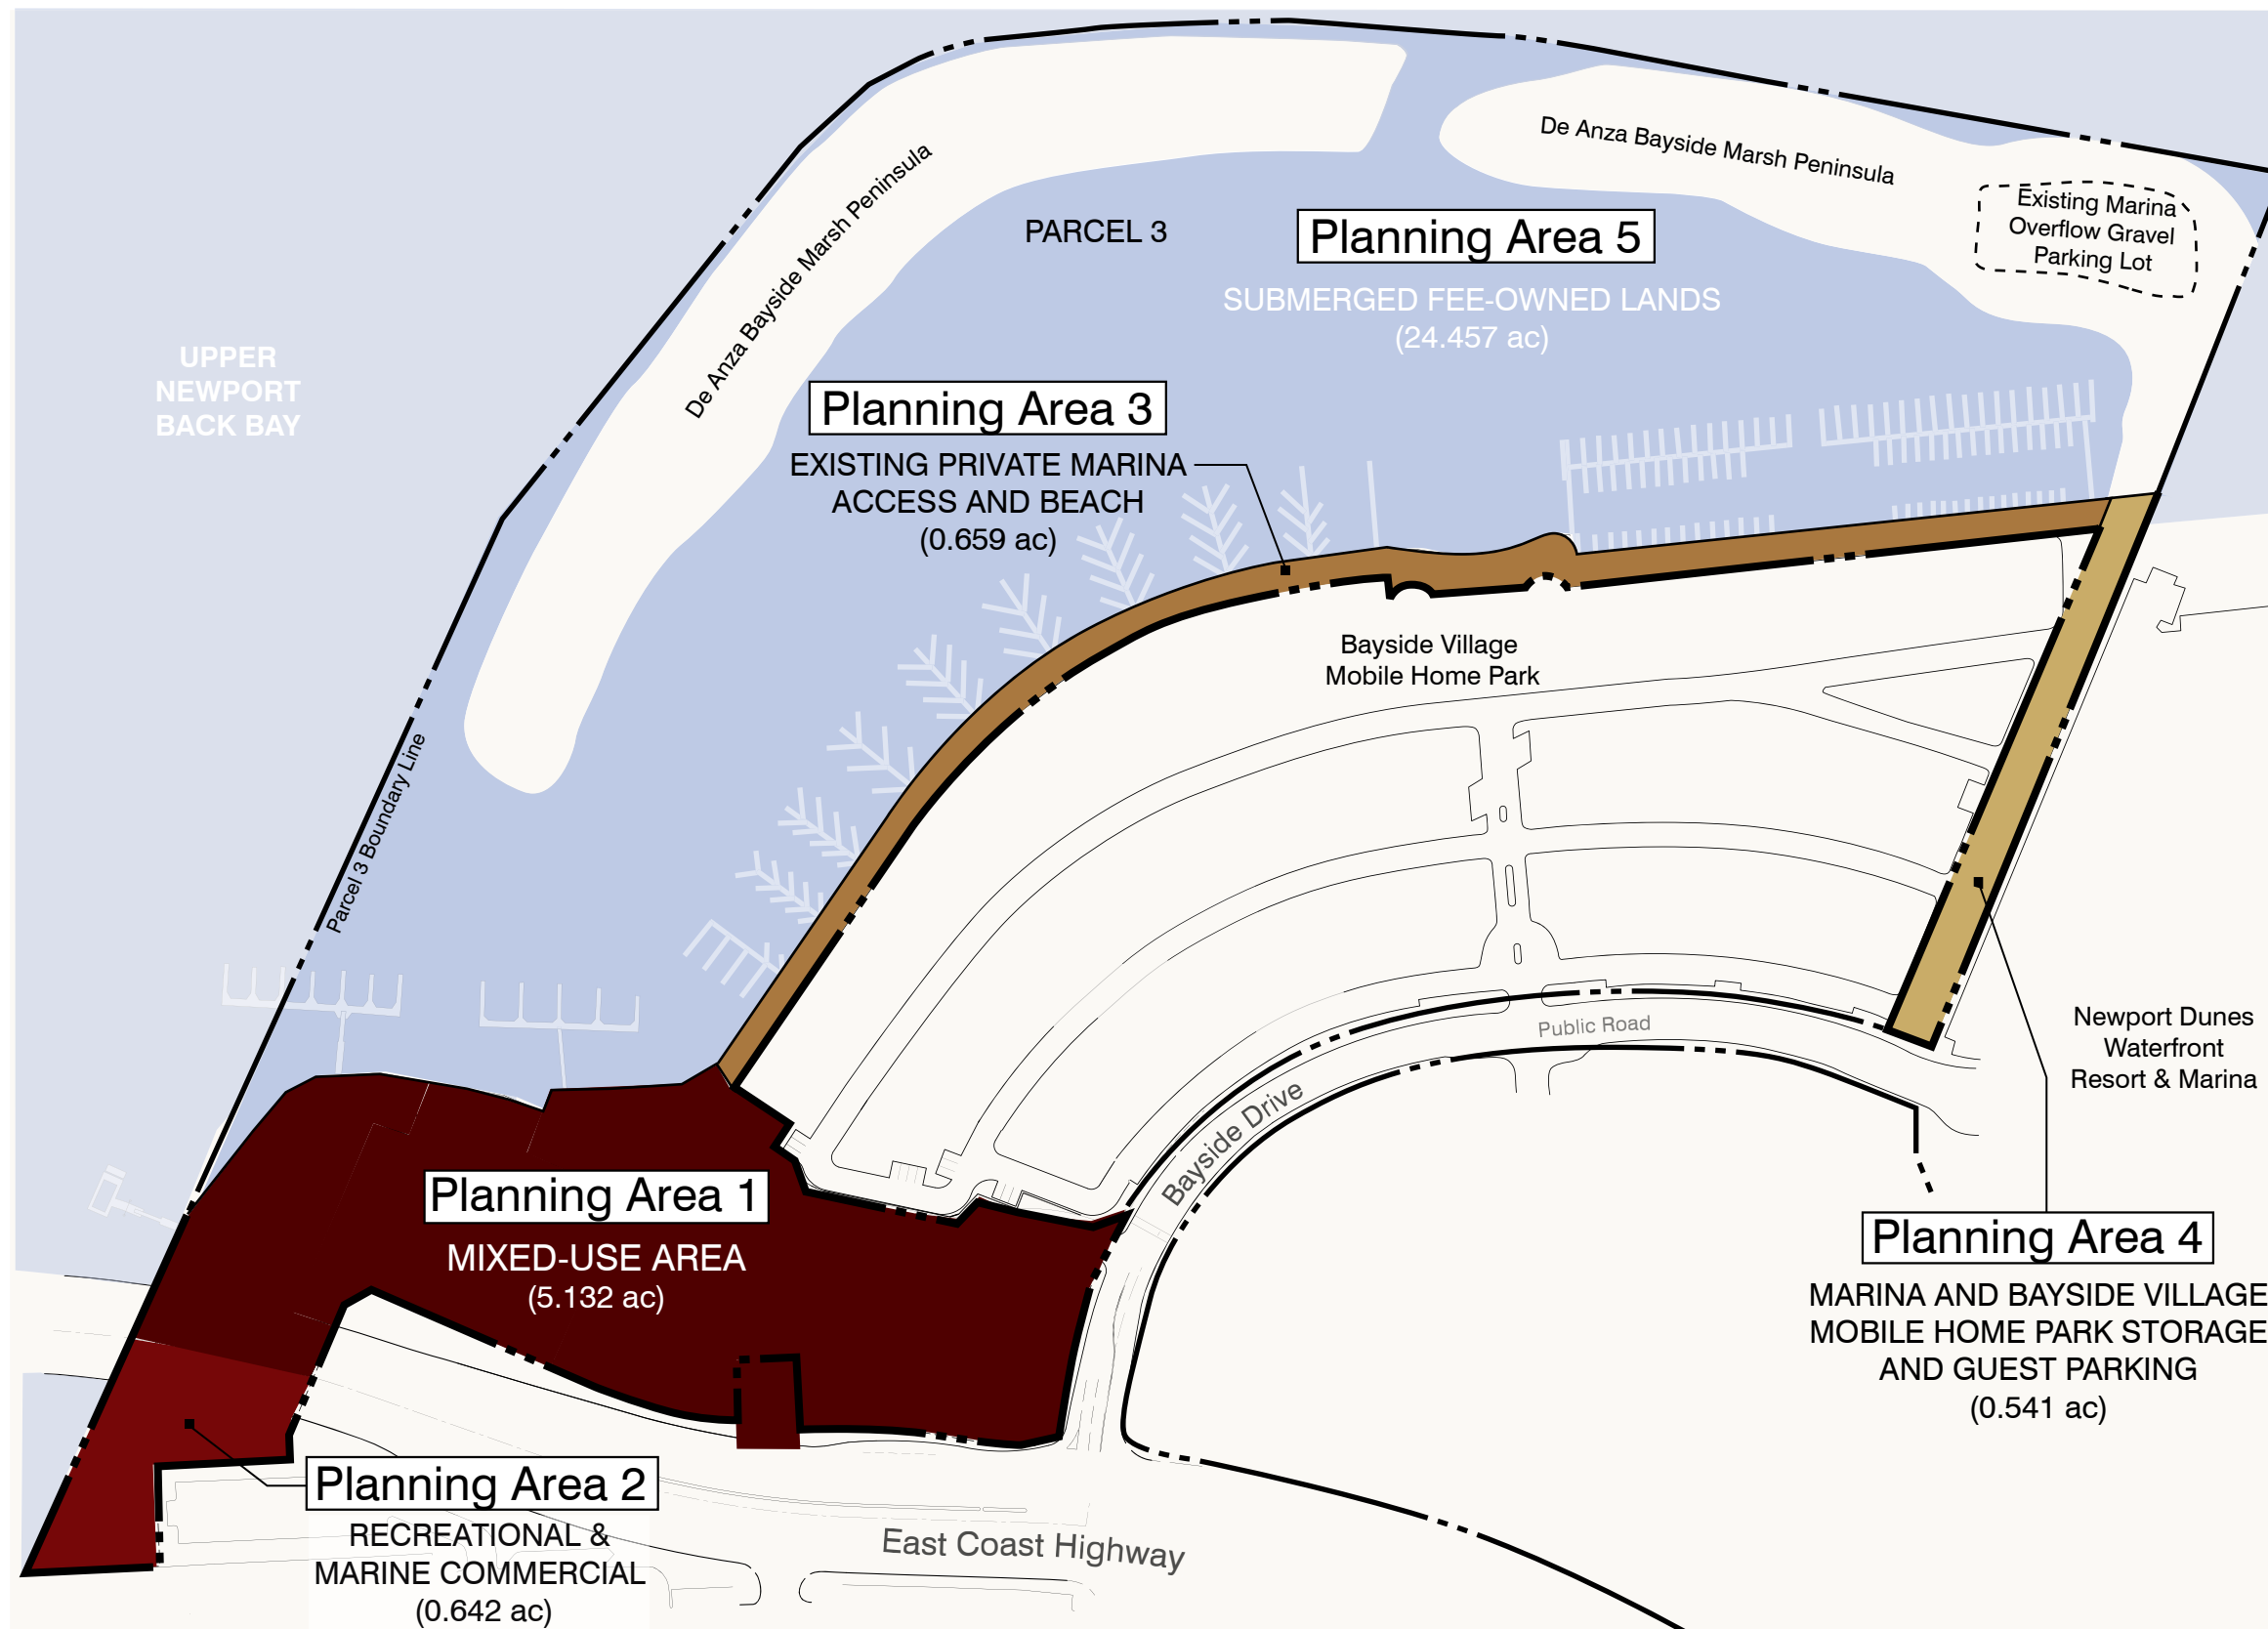 De Anza Bayside Marsh Peninsula
De Anza Bayside Marsh Peninsula
Existing Marina
Overflow Gravel
Parking Lot
PARCEL 3
Planning Area 5
SUBMERGED FEE-OWNED LANDS
(24.457 ac)
UPPER
NEWPORT
BACK BAY
Planning Area 3
EXISTING PRIVATE MARINA
ACCESS AND BEACH
(0.659 ac)
Bayside Village
Mobile Home Park
Parcel 3 Boundary Line
Public Road
Bayside Drive
Newport Dunes
Waterfront
Resort & Marina
Planning Area 1
MIXED-USE AREA
(5.132 ac)
Planning Area 4
MARINA AND BAYSIDE VILLAGE
MOBILE HOME PARK STORAGE
AND GUEST PARKING
(0.541 ac)
Planning Area 2
RECREATIONAL &
MARINE COMMERCIAL
(0.642 ac)
East Coast Highway